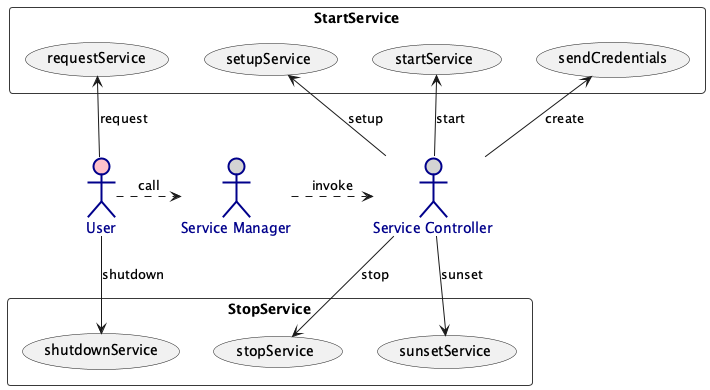 StartService
requestService
setupService
startService
sendCredentials
request
setup
start
create
call
invoke
User
Service Manager
Service Controller
shutdown
stop
sunset
StopService
shutdownService
stopService
sunsetService